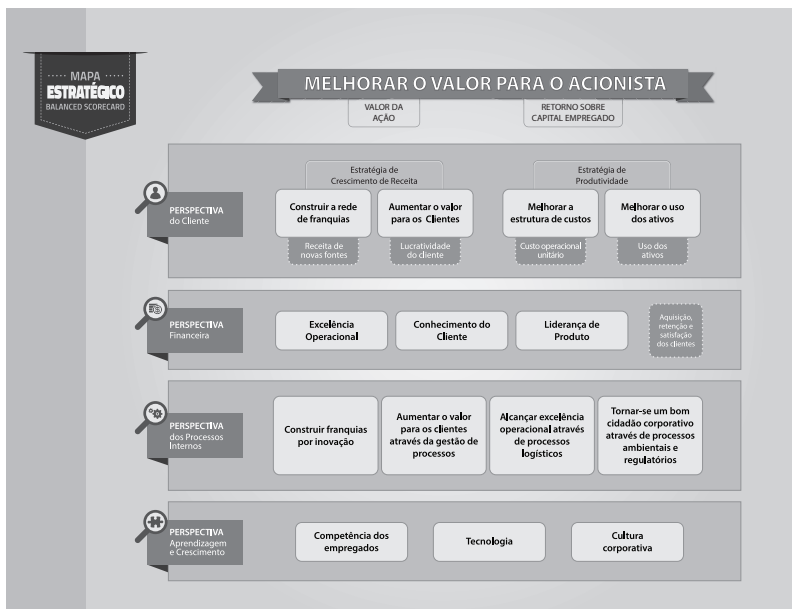 MAPA
ESTRATÉGICO
BALANCED SCORECARD
MELHORAR O VALOR PARA O ACIONISTA
VALOR DA
AÇÃO
RETORNO SOBRE
CAPITAL EMPREGADO
PERSPECTIVA
do Cliente
Estratégia de
Crescimento de Receita
Construir a rede
de franquias
Aumentar o valor
para os Clientes
Receita de
novas fontes
Lucratividade
do cliente
Estratégia de
Produtividade
Melhorar a
estrutura de custos
Melhorar o uso
dos ativos
Custo operacional
unitário
Uso dos
ativos
PERSPECTIVA
Financeira
Excelência
Operacional
Conhecimento do
Cliente
Liderança de
Produto
Aquisição,
retenção e
satisfação
dos clientes
PERSPECTIVA
dos Processos
Internos
Construir franquias
por inovação
Aumentar o valor
para os clientes
através da gestão de
processos
Alcançar excelência
operacional através
de processos
logísticos
Tornar-se um bom
cidadão corporativo
através de processos
ambientais e
regulatórios
PERSPECTIVA
Aprendizagem
e Crescimento
Competência dos
empregados
Tecnologia
Cultura
corporativa